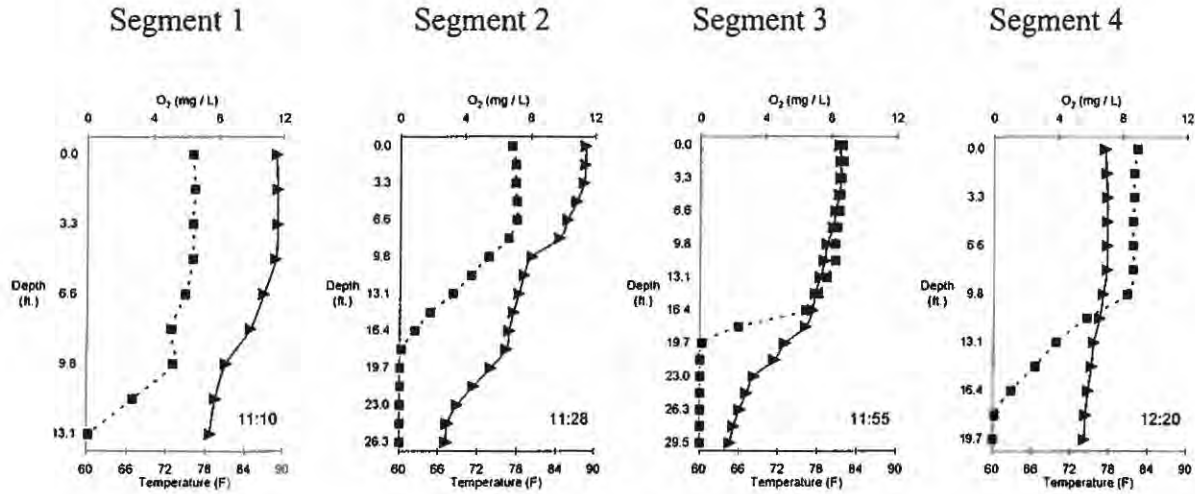 Segment 1
Segment 2
Segment 3
Segment 4
O2 (mg / L)
0 4 8 12
0.0
3.3
6.6
9.8
13.1
Depth
(ft.)
11:10
60 66 72 78 84 90
Temperature (F)
O2 (mg / L)
0 4 8 12
0.0
3.3
6.6
9.8
13.1
16.4
19.7
23.0
26.3
Depth
(ft.)
11:28
60 66 72 78 84 90
Temperature (F)
O2 (mg / L)
0 4 8 12
0.0
3.3
6.6
9.8
13.1
16.4
19.7
23.0
26.3
29.5
Depth
(ft.)
11:55
60 66 72 78 84 90
Temperature (F)
O2 (mg / L)
0 4 8 12
0.0
3.3
6.6
9.8
13.1
16.4
19.7
Depth
(ft.)
12:20
60 66 72 78 84 90
Temperature (F)